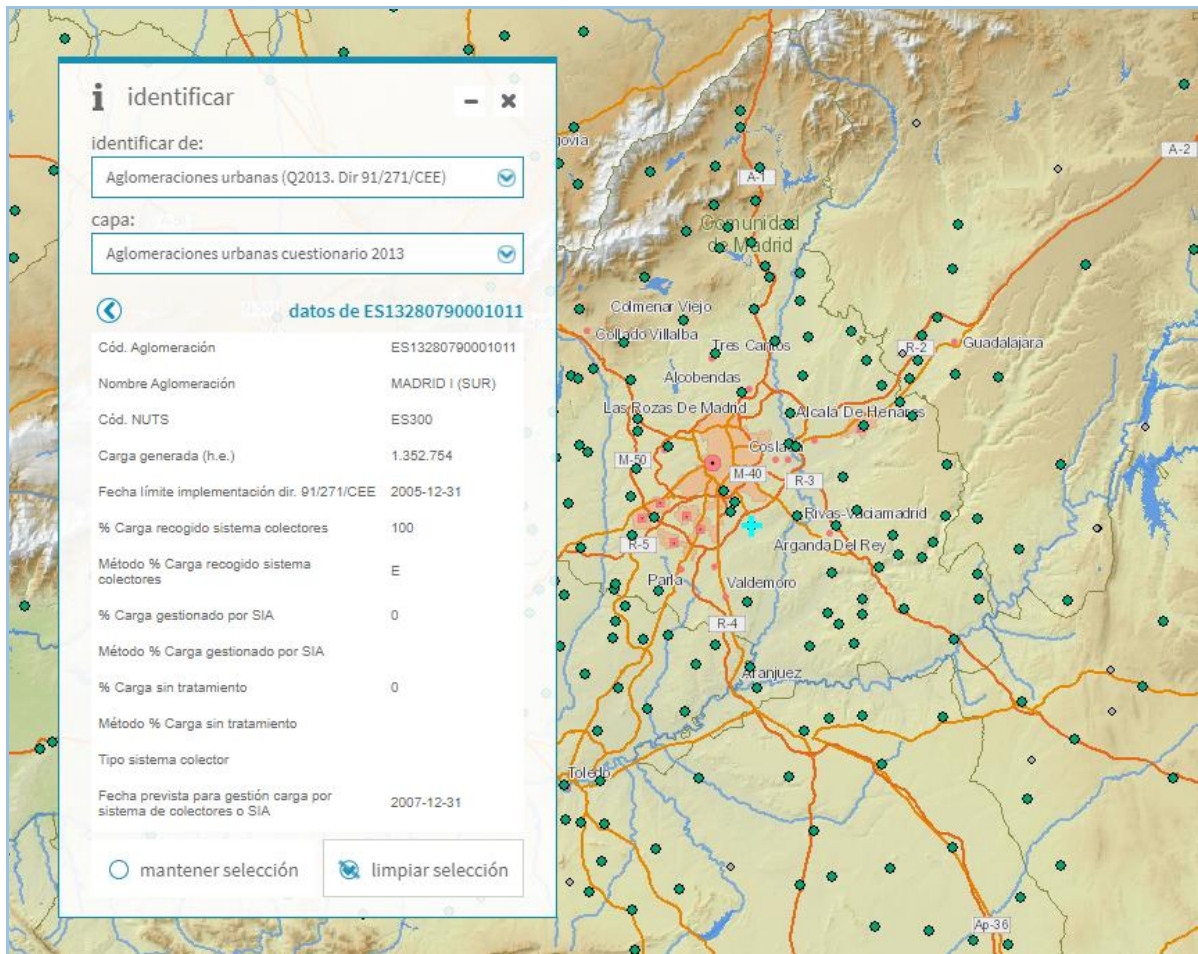 identificar
identificar de:
Aglomeraciones urbanas (Q2013. Dir 91/271/CEE)
capa:
Aglomeraciones urbanas cuestionario 2013
datos de ES13280790001011
Cód. Aglomeración ES13280790001011
Nombre Aglomeración MADRID I (SUR)
Cód. NUTS ES300
Carga generada (h.e.) 1.352.754
Fecha límite implementación dir. 91/271/CEE 2005-12-31
% Carga recogido sistema colectores 100
Método % Carga recogido sistema
colectores E
% Carga gestionado por SIA 0
Método % Carga gestionado por SIA
% Carga sin tratamiento 0
Método % Carga sin tratamiento
Tipo sistema colector
Fecha prevista para gestión carga por
sistema de colectores o SIA 2007-12-31
mantener selección
limpiar selección
ovia
A-2
A-1
Comunidad
de Madrid
Colmenar Viejo
Collado Villalba
Tres Cantos
R-2
Guadalajara
Alcobendas
Las Rozas De Madrid
Alcala De Henares
M-50
M-40
R-3
Rivas-Vaciamadrid
R-5
Arganda Del Rey
Parla
Valdemoro
R-4
Aranjuez
Toledo
Ap-36